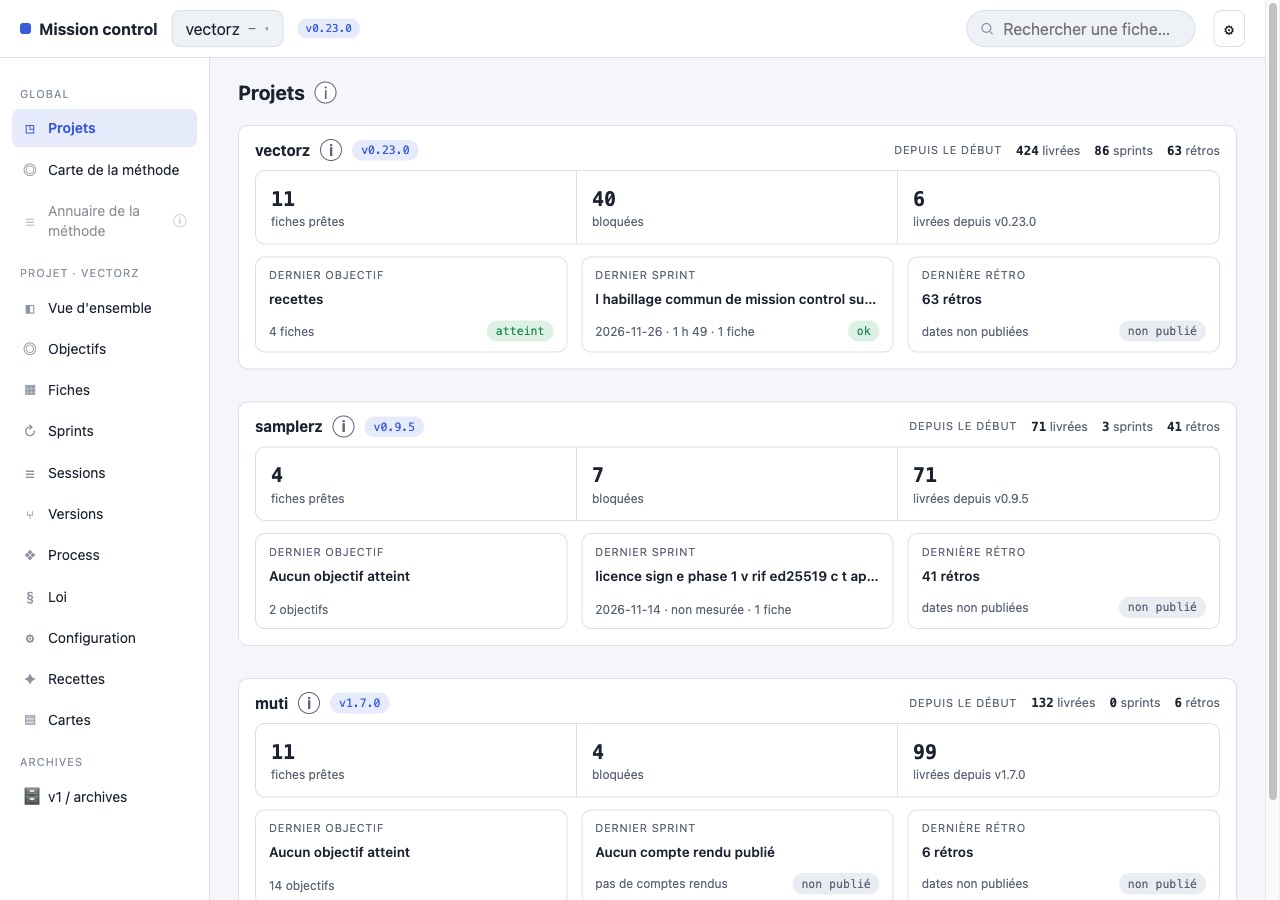 Mission control
vectorz –
v0.23.0
Rechercher une fiche...
GLOBAL
Projets
Carte de la méthode
Annuaire de la
méthode
PROJET · VECTORZ
Vue d'ensemble
Objectifs
Fiches
Sprints
Sessions
Versions
Process
Loi
Configuration
Recettes
Cartes
ARCHIVES
v1 / archives
Projets
vectorz v0.23.0 DEPUIS LE DÉBUT 424 livrées 86 sprints 63 rétros
11 40 6
fiches prêtes bloquées livrées depuis v0.23.0
DERNIER OBJECTIF DERNIER SPRINT DERNIÈRE RÉTRO
recettes l habillage commun de mission control su... 63 rétros
4 fiches atteint 2026-11-26 · 1 h 49 · 1 fiche ok dates non publiées non publié
samplerz v0.9.5 DEPUIS LE DÉBUT 71 livrées 3 sprints 41 rétros
4 7 71
fiches prêtes bloquées livrées depuis v0.9.5
DERNIER OBJECTIF DERNIER SPRINT DERNIÈRE RÉTRO
Aucun objectif atteint licence sign e phase 1 v rif ed25519 c t ap... 41 rétros
2 objectifs 2026-11-14 · non mesurée · 1 fiche dates non publiées non publié
muti v1.7.0 DEPUIS LE DÉBUT 132 livrées 0 sprints 6 rétros
11 4 99
fiches prêtes bloquées livrées depuis v1.7.0
DERNIER OBJECTIF DERNIER SPRINT DERNIÈRE RÉTRO
Aucun objectif atteint Aucun compte rendu publié 6 rétros
14 objectifs pas de comptes rendus non publié dates non publiées non publié